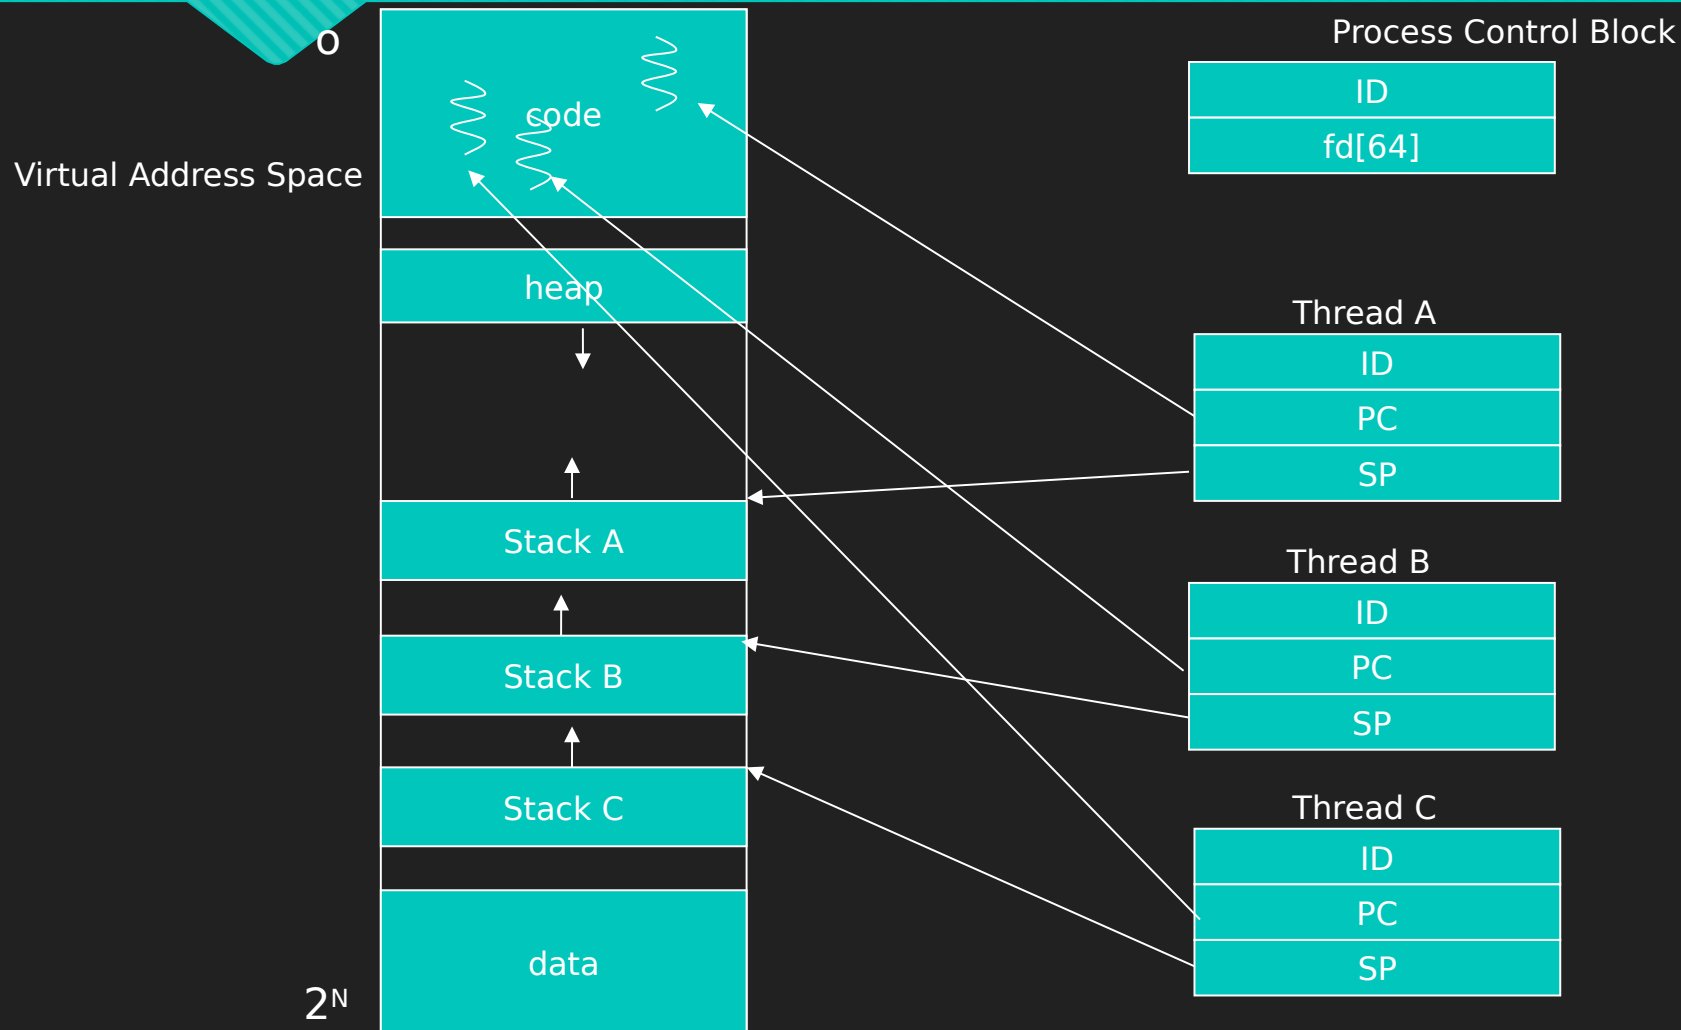 0
Virtual Address Space
2ᴺ
code
heap
Stack A
Stack B
Stack C
data
Process Control Block
ID
fd[64]
Thread A
ID
PC
SP
Thread B
ID
PC
SP
Thread C
ID
PC
SP